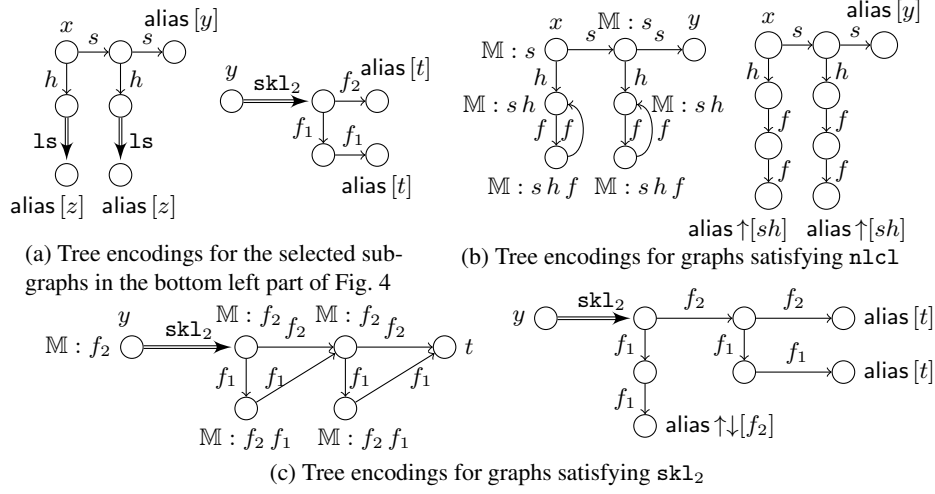 x s s alias [y]
h h
ls ls
alias [z] alias [z]
y skl₂ f₂ alias [t]
f₁ f₁
alias [t]
(a) Tree encodings for the selected sub-
graphs in the bottom left part of Fig. 4
𝕄 : s x s 𝕄 : s s y
h h
𝕄 : s h 𝕄 : s h
f f f f
𝕄 : s h f 𝕄 : s h f
x s s alias [y]
h h
f f
f f
alias ↑[sh] alias ↑[sh]
(b) Tree encodings for graphs satisfying nlcl
y 𝕄 : f₂ 𝕄 : f₂
𝕄 : f₂ skl₂ f₂ f₂ t
f₁ f₁ f₁ f₁
𝕄 : f₂ f₁ 𝕄 : f₂ f₁
y skl₂ f₂ f₂ alias [t]
f₁ f₁ f₁ alias [t]
f₁
alias ↑↓[f₂]
(c) Tree encodings for graphs satisfying skl₂